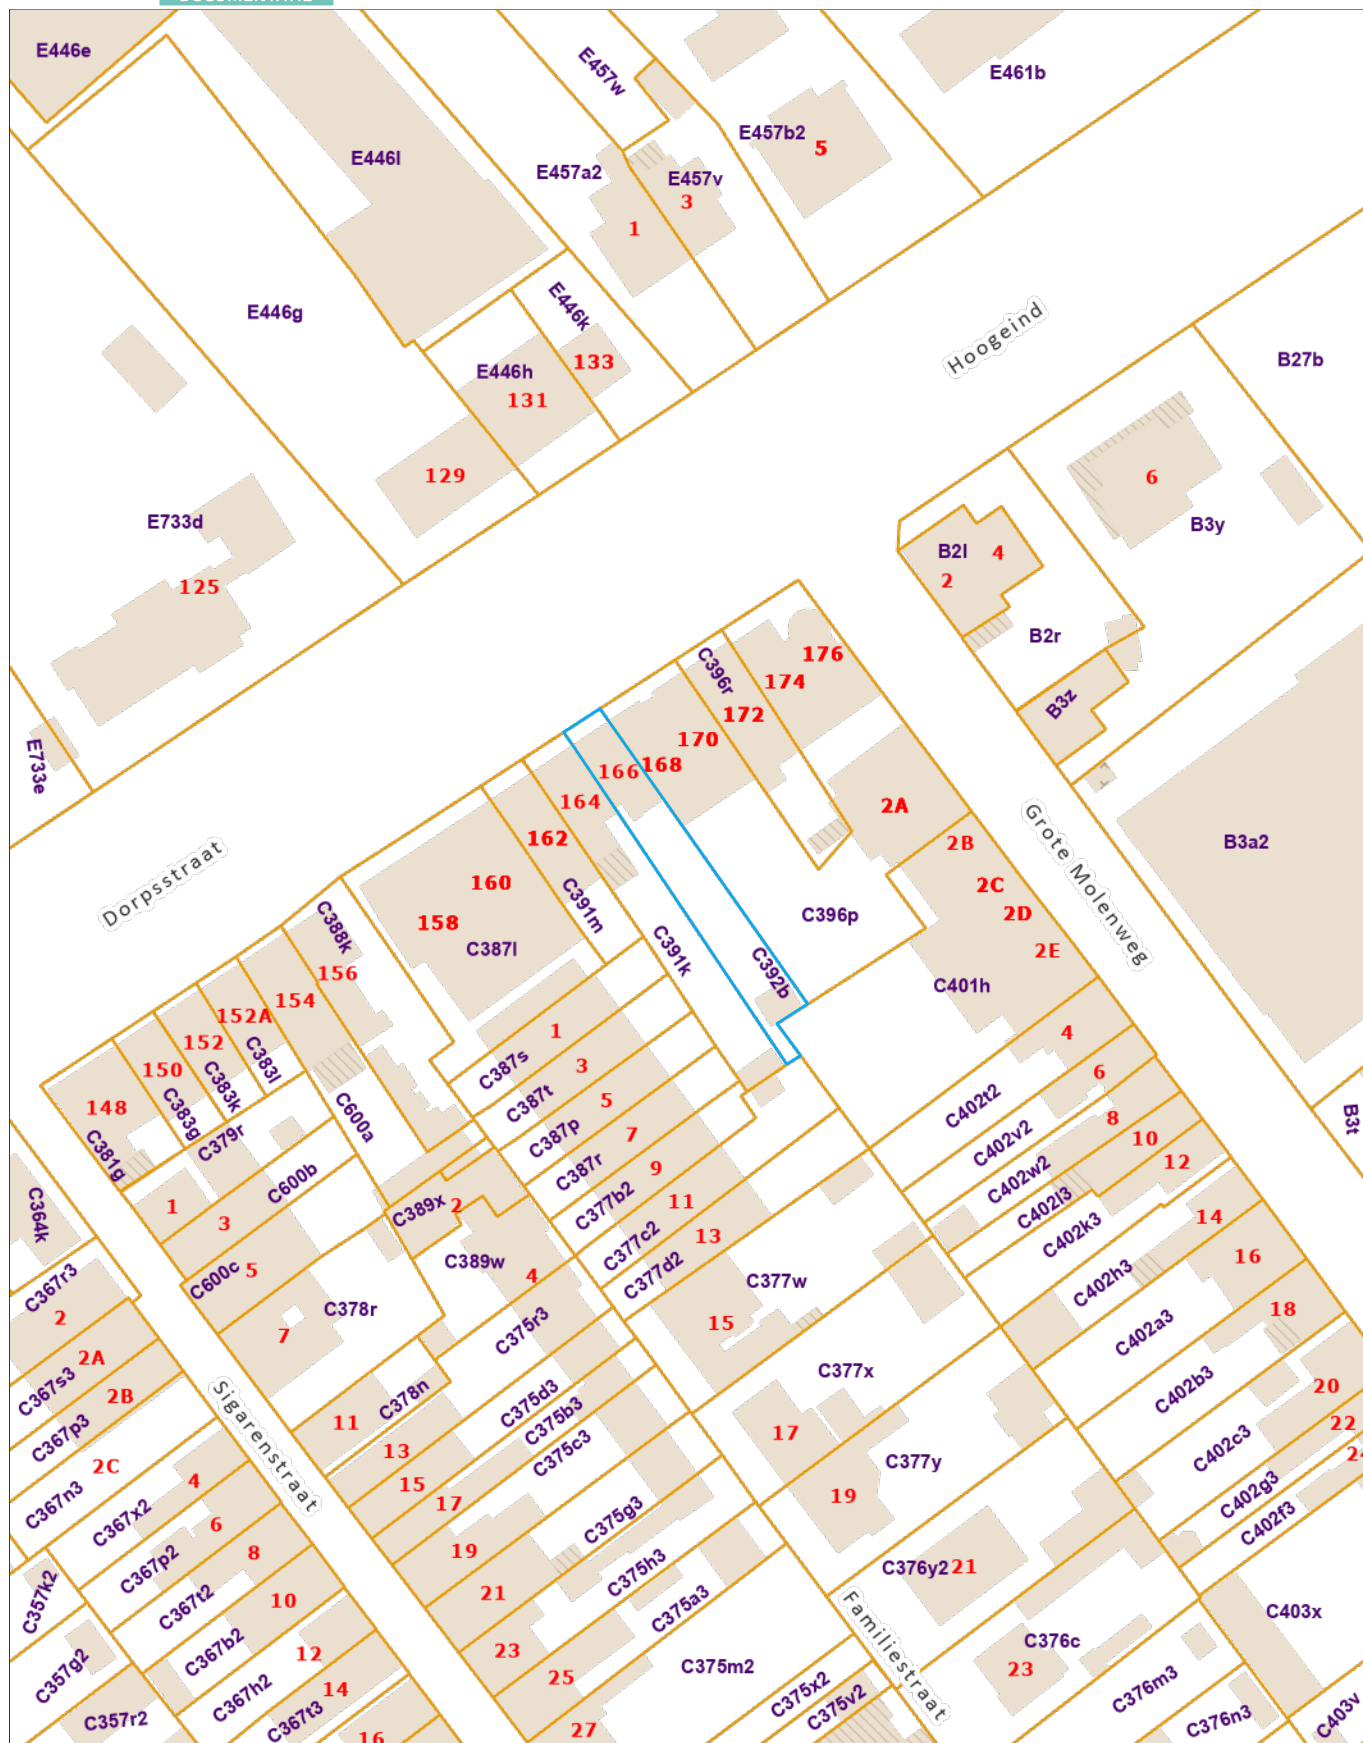 E446e
E457w
E461b
E457b2
5
E446l
E457a2
E457v
3
1
E446g
E446k
Hoogeind
133
B27b
E446h
131
129
6
E733d
B3y
B2l
4
2
125
B2r
176
C396r
174
B3z
172
170
E733e
168
166
164
2A
Grote Molenweg
162
2B
B3a2
Dorpsstraat
160
2C
C391m
2D
C396p
158
C388k
C387l
C391k
2E
156
C392b
C401h
154
152A
1
4
152
C383l
C387s
3
150
C383k
6
C387t
5
C402t2
148
C383g
C600a
8
B3t
C387p
7
10
C379r
C402v2
C381g
C387r
9
12
C600b
C402w2
C377b2
11
C402l3
1
C389x
2
C364k
3
C377c2
13
C402k3
14
C389w
16
C367r3
C600c
5
4
C377d2
C377w
C402h3
C378r
18
2
7
C375r3
15
C402a3
2A
C377x
C367s3
C378n
C375d3
C402b3
20
2B
11
C375b3
22
17
C367p3
13
C375c3
C402c3
2C
Sigarenstraat
C377y
4
15
C367n3
17
19
C402g3
C367x2
6
C375g3
C402f3
8
19
C367p2
C375h3
C376y2
21
C357k2
21
10
C367t2
C375a3
C403x
C367b2
23
C376c
12
Familiestraat
23
C357g2
C375m2
25
14
C367h2
C376m3
C375x2
C357r2
C367t3
C375v2
C376n3
C403v
27
16